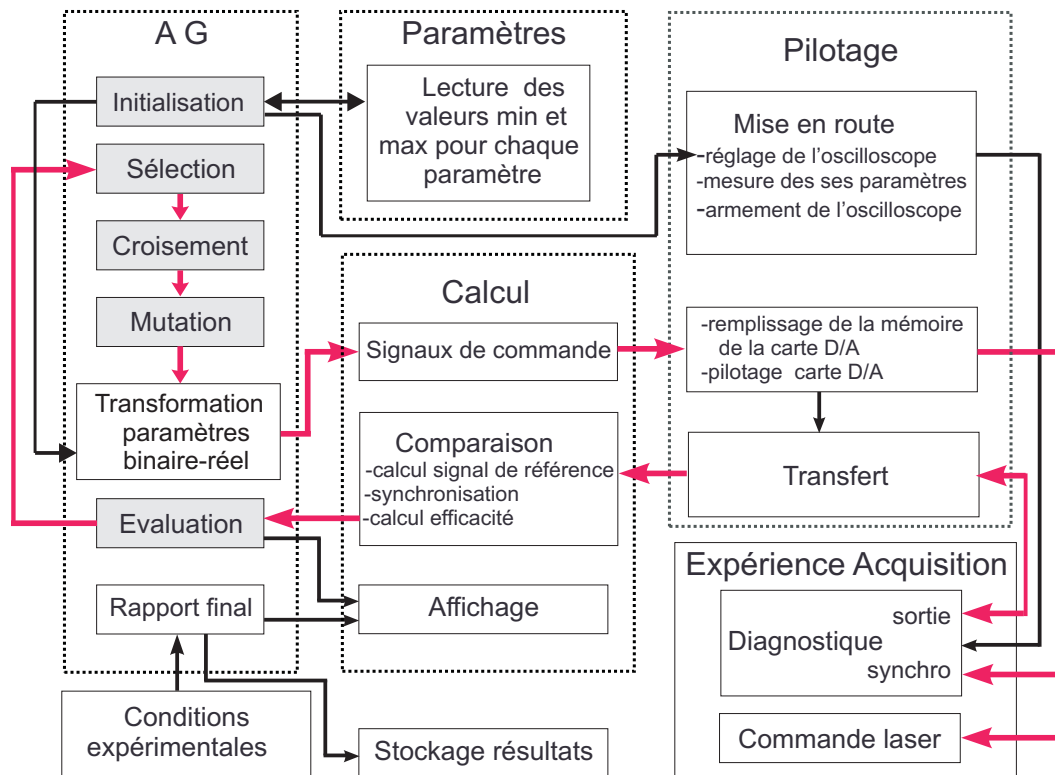 A G
Initialisation
Sélection
Croisement
Mutation
Transformation
paramètres
binaire-réel
Evaluation
Rapport final
Conditions
expérimentales
Paramètres
Lecture des
valeurs min et
max pour chaque
paramètre
Calcul
Signaux de commande
Comparaison
-calcul signal de référence
-synchronisation
-calcul efficacité
Affichage
Stockage résultats
Pilotage
Mise en route
-réglage de l'oscilloscope
-mesure des ses paramètres
-armement de l'oscilloscope
-remplissage de la mémoire
de la carte D/A
-pilotage carte D/A
Transfert
Expérience Acquisition
sortie
Diagnostique
synchro
Commande laser